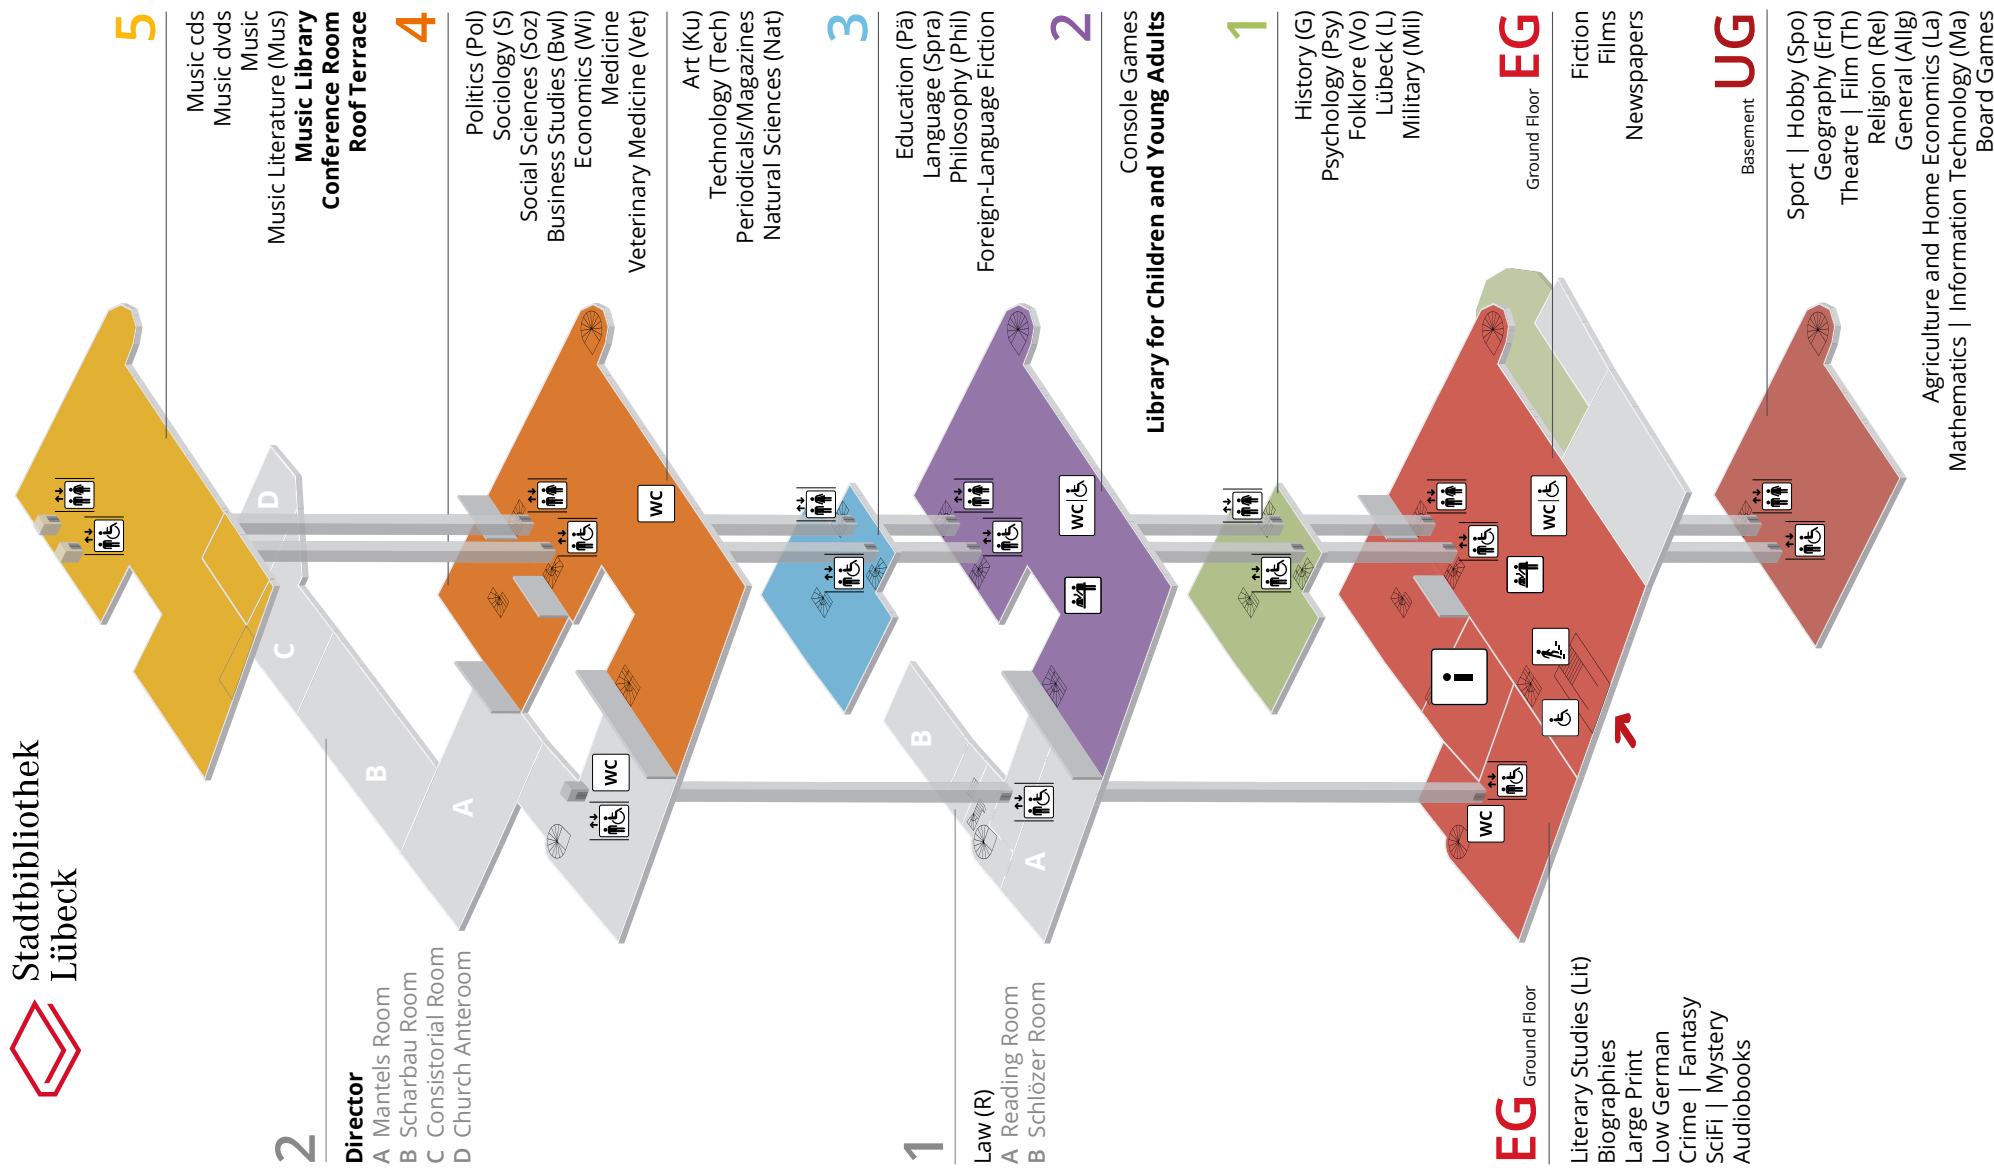 Stadtbibliothek
Lübeck
5
Music cds
Music dvds
Music
Music Literature (Mus)
Music Library
Conference Room
Roof Terrace
4
Politics (Pol)
Sociology (S)
Social Sciences (Soz)
Business Studies (Bwl)
Economics (Wi)
Medicine
Veterinary Medicine (Vet)
Art (Ku)
Technology (Tech)
Periodicals/Magazines
Natural Sciences (Nat)
3
Education (Pä)
Language (Spra)
Philosophy (Phil)
Foreign-Language Fiction
2
Console Games
Library for Children and Young Adults
1
History (G)
Psychology (Psy)
Folklore (Vo)
Lübeck (L)
Military (Mil)
Ground Floor EG
Fiction
Films
Newspapers
Basement UG
Sport | Hobby (Spo)
Geography (Erd)
Theatre | Film (Th)
Religion (Rel)
General (Allg)
Agriculture and Home Economics (La)
Mathematics | Information Technology (Ma)
Board Games
2
Director
A Mantels Room
B Scharbau Room
C Consistorial Room
D Church Anteroom
1
Law (R)
A Reading Room
B Schlözer Room
EG Ground Floor
Literary Studies (Lit)
Biographies
Large Print
Low German
Crime | Fantasy
SciFi | Mystery
Audiobooks
D
C
B
A
WC
WC
B
A
WC
WC
i
WC